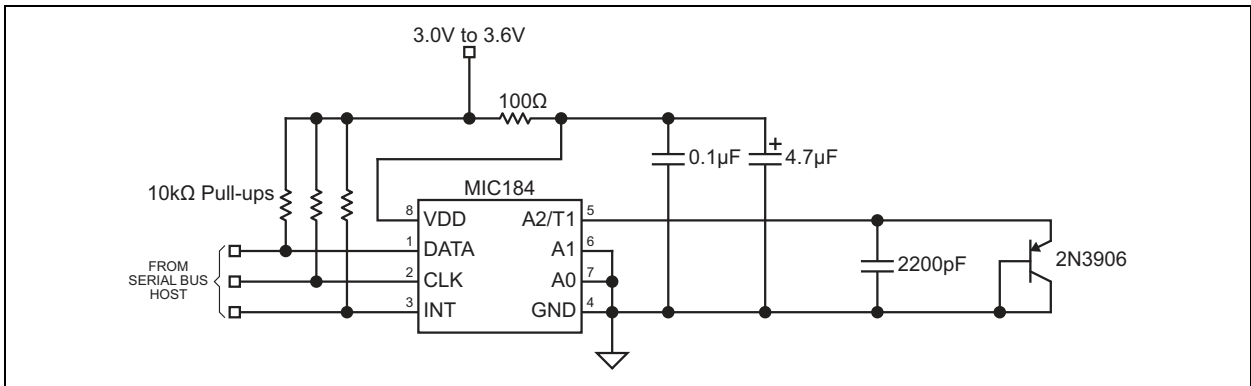 3.0V to 3.6V
100Ω
0.1µF
4.7µF
+
10kΩ Pull-ups
MIC184
8
VDD
A2/T1
5
1
DATA
A1
6
2
CLK
A0
7
3
INT
GND
4
FROM
SERIAL BUS
HOST
2200pF
2N3906